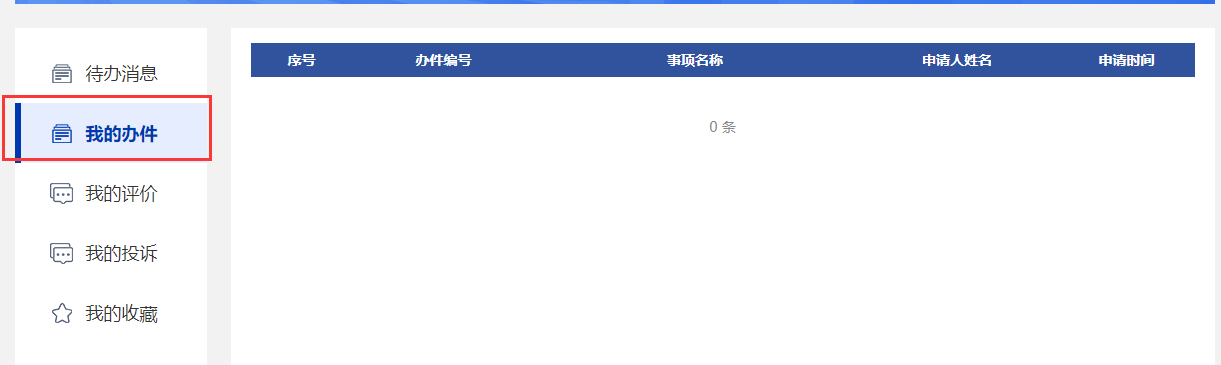 待办消息
我的办件
我的评价
我的投诉
我的收藏
序号 办件编号 事项名称 申请人姓名 申请时间
0 条